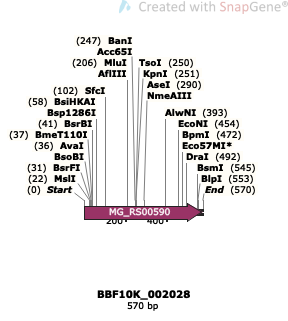 Created with SnapGene®
(247) BanI
Acc65I
(206) MluI TsoI (250)
AflIII KpnI (251)
AseI (290)
(102) SfcI NmeAIII
(58) BsiHKAI
Bsp1286I AlwNI (393)
(41) BsrBI EcoNI (454)
(37) BmeT110I BpmI (472)
(36) AvaI Eco57MI*
BsoBI DraI (492)
(31) BsrFI BsmI (545)
(22) MslI BlpI (553)
(0) Start End (570)
MG_RS00590
200 400
BBF10K_002028
570 bp